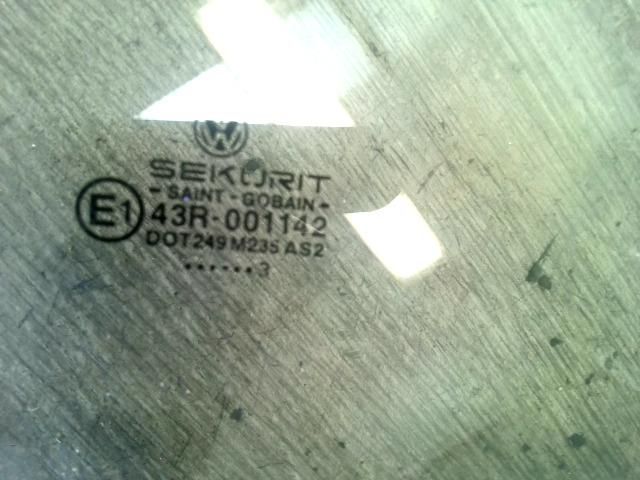 SEKURIT
- SAINT - GOBAIN -
E1
43R-001142
DOT249 M235 AS2
......3